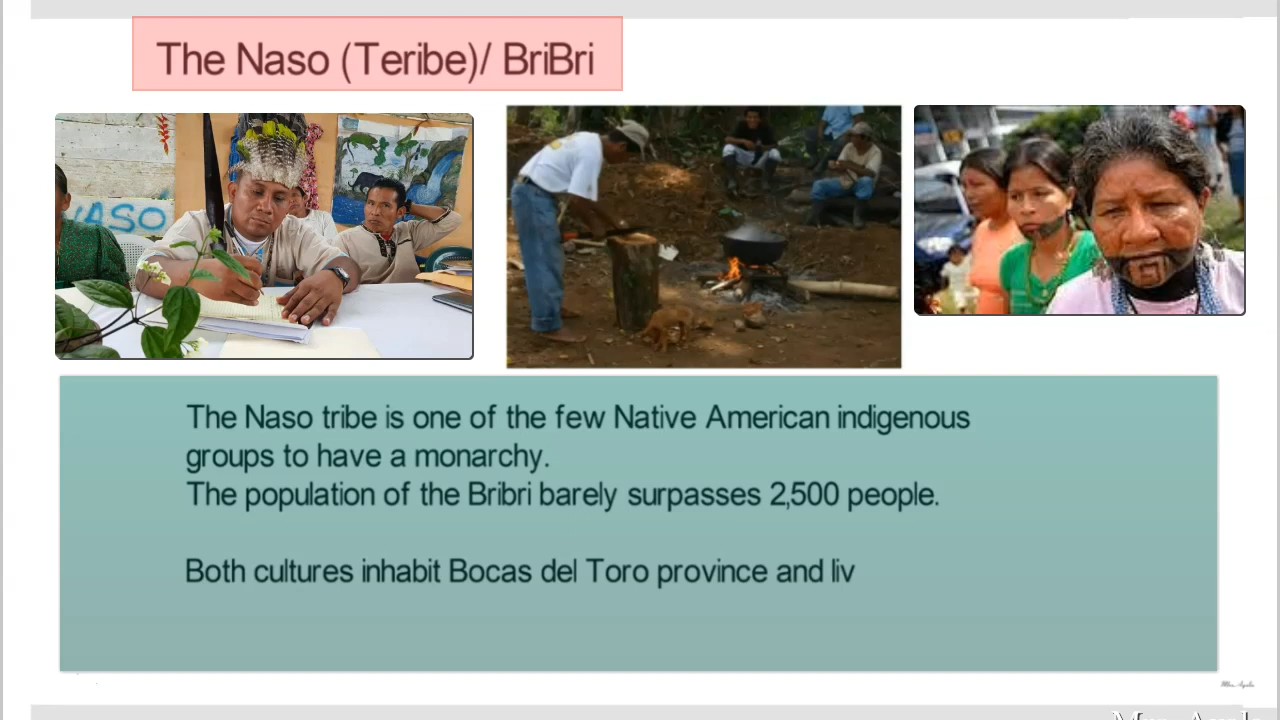 The Naso (Teribe)/ BriBri
NASO
The Naso tribe is one of the few Native American indigenous
groups to have a monarchy.
The population of the Bribri barely surpasses 2,500 people.
Both cultures inhabit Bocas del Toro province and liv